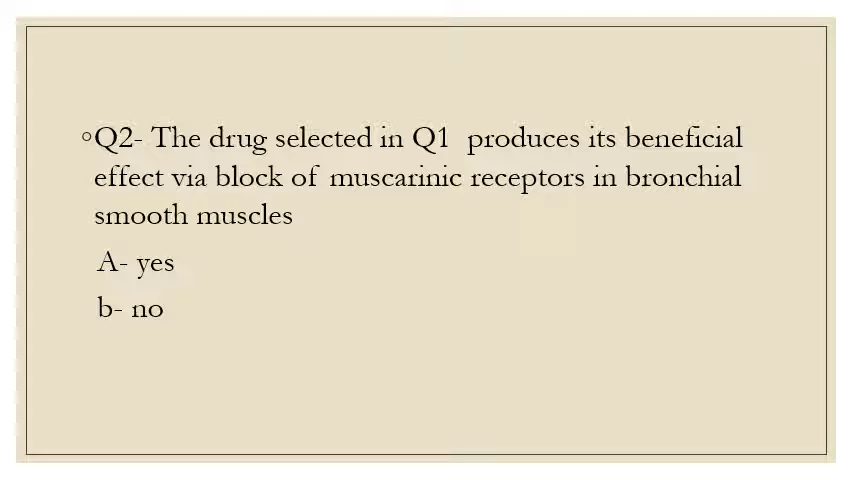 ◦Q2- The drug selected in Q1 produces its beneficial
effect via block of muscarinic receptors in bronchial
smooth muscles
A- yes
b- no